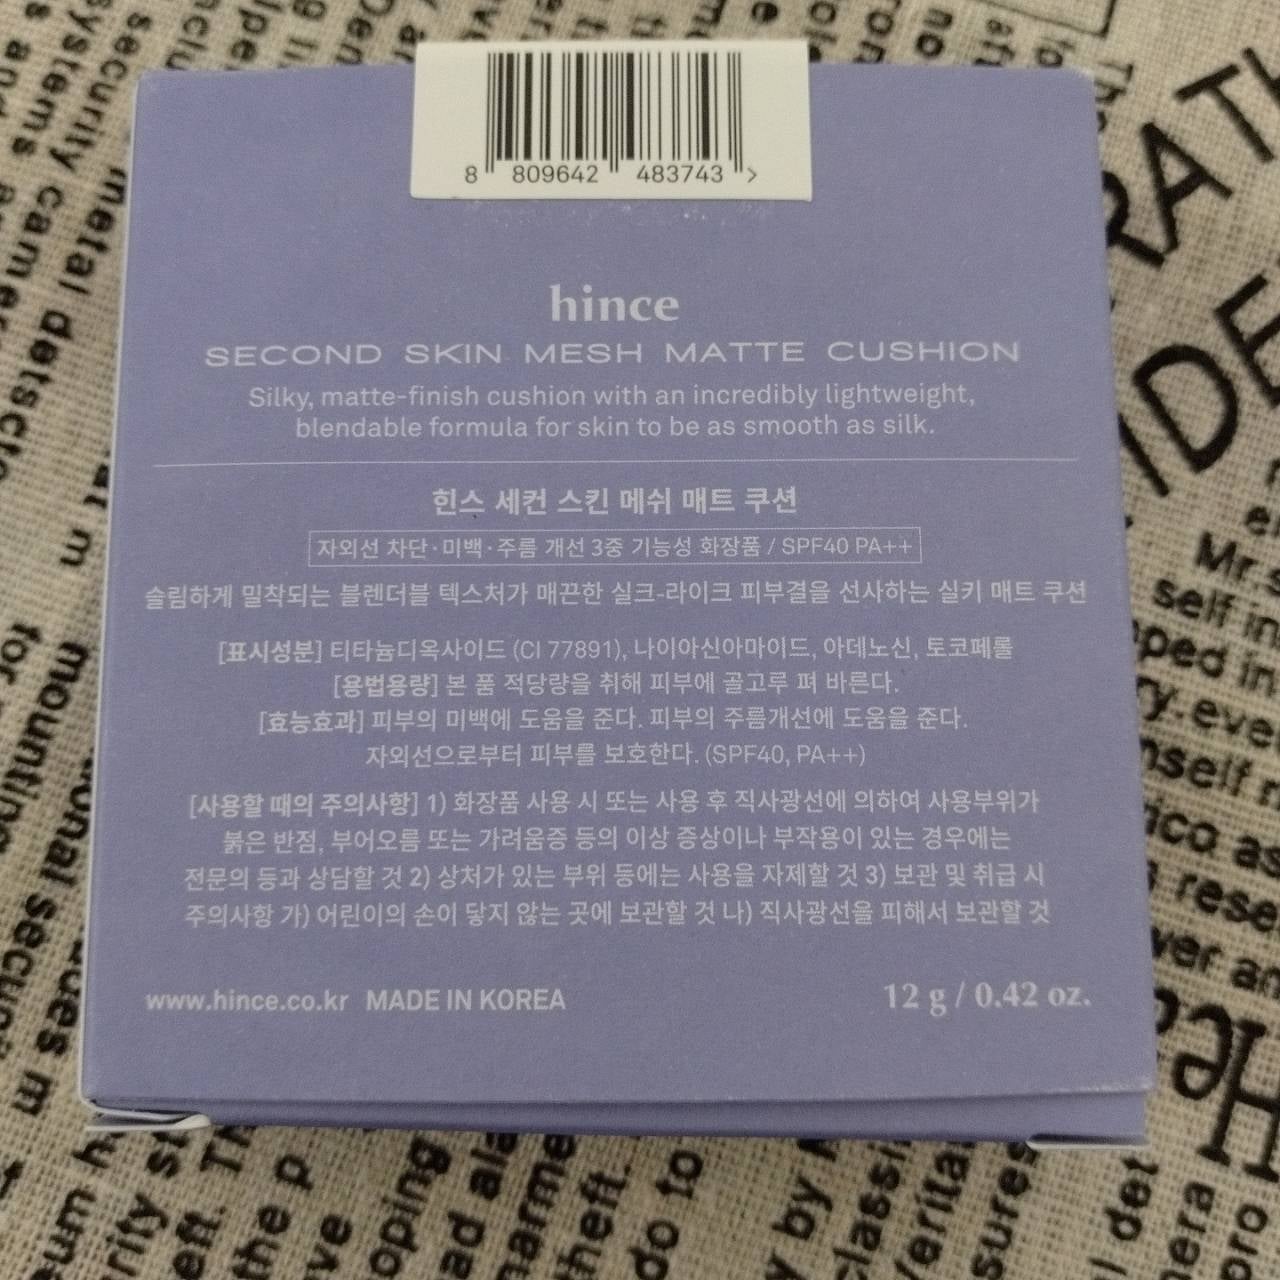 8 809642 483743 >
hince
SECOND SKIN MESH MATTE CUSHION
Silky, matte-finish cushion with an incredibly lightweight,
blendable formula for skin to be as smooth as silk.
힌스 세컨 스킨 메쉬 매트 쿠션
자외선 차단·미백·주름 개선 3중 기능성 화장품 / SPF40 PA++
슬림하게 밀착되는 블렌더블 텍스처가 매끈한 실크-라이크 피부결을 선사하는 실키 매트 쿠션
[표시성분] 티타늄디옥사이드 (CI 77891), 나이아신아마이드, 아데노신, 토코페롤
[용법용량] 본 품 적당량을 취해 피부에 골고루 펴 바른다.
[효능효과] 피부의 미백에 도움을 준다. 피부의 주름개선에 도움을 준다.
자외선으로부터 피부를 보호한다. (SPF40, PA++)
[사용할 때의 주의사항] 1) 화장품 사용 시 또는 사용 후 직사광선에 의하여 사용부위가
붉은 반점, 부어오름 또는 가려움증 등의 이상 증상이나 부작용이 있는 경우에는
전문의 등과 상담할 것 2) 상처가 있는 부위 등에는 사용을 자제할 것 3) 보관 및 취급 시
주의사항 가) 어린이의 손이 닿지 않는 곳에 보관할 것 나) 직사광선을 피해서 보관할 것
www.hince.co.kr MADE IN KOREA
12 g / 0.42 oz.